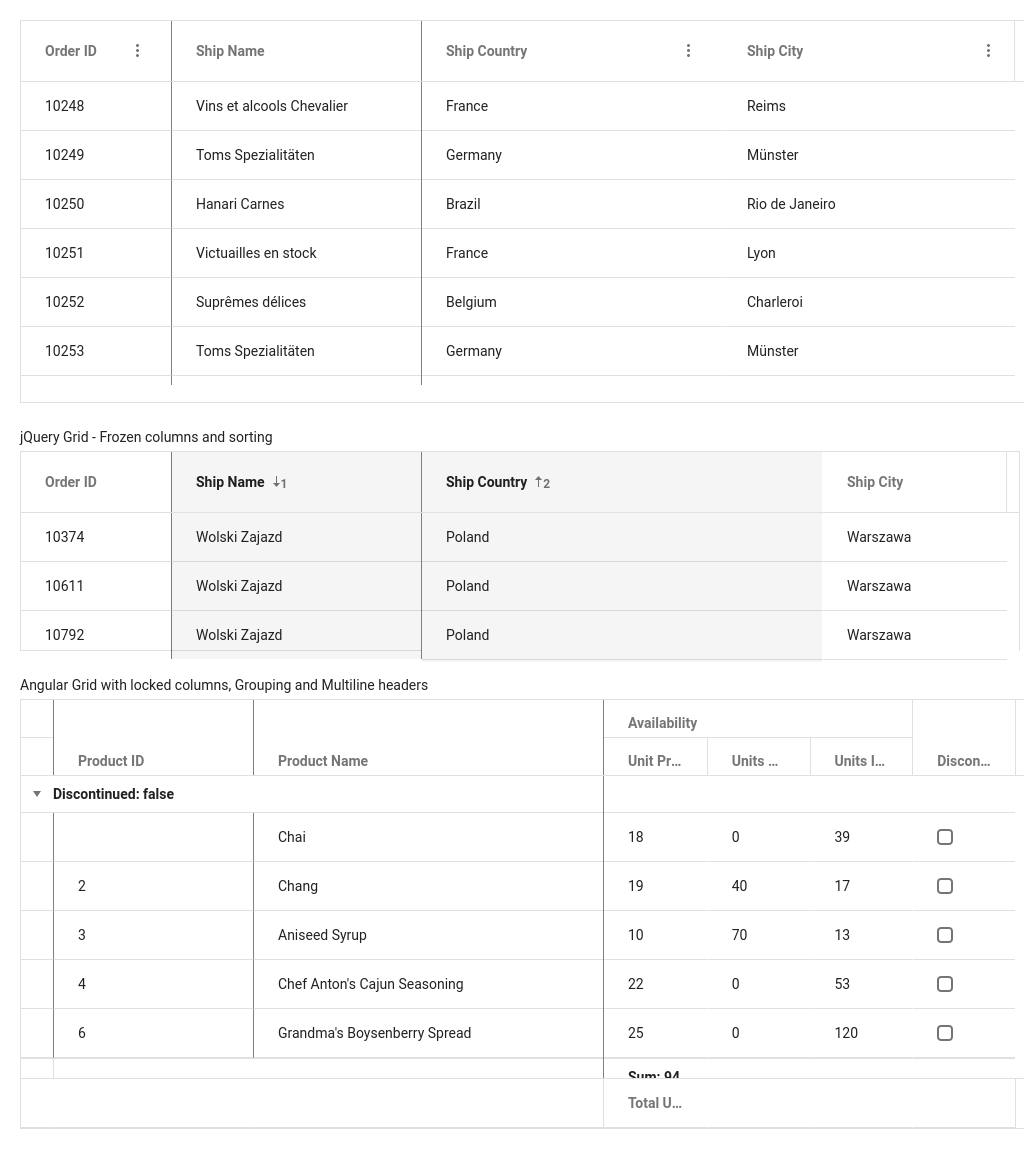 Order ID Ship Name Ship Country Ship City
10248 Vins et alcools Chevalier France Reims
10249 Toms Spezialitäten Germany Münster
10250 Hanari Carnes Brazil Rio de Janeiro
10251 Victuailles en stock France Lyon
10252 Suprêmes délices Belgium Charleroi
10253 Toms Spezialitäten Germany Münster
jQuery Grid - Frozen columns and sorting
Order ID Ship Name ↓1 Ship Country ↑2 Ship City
10374 Wolski Zajazd Poland Warszawa
10611 Wolski Zajazd Poland Warszawa
10792 Wolski Zajazd Poland Warszawa
Angular Grid with locked columns, Grouping and Multiline headers
Availability
Product ID Product Name Unit Pr... Units ... Units I... Discon...
Discontinued: false
Chai 18 0 39
2 Chang 19 40 17
3 Aniseed Syrup 10 70 13
4 Chef Anton's Cajun Seasoning 22 0 53
6 Grandma's Boysenberry Spread 25 0 120
Sum: 94
Total U...